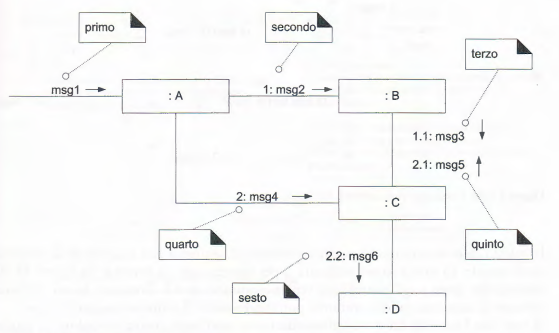 primo
secondo
terzo
msg1
: A
1: msg2
: B
1.1: msg3
2.1: msg5
2: msg4
: C
quarto
quinto
2.2: msg6
sesto
: D